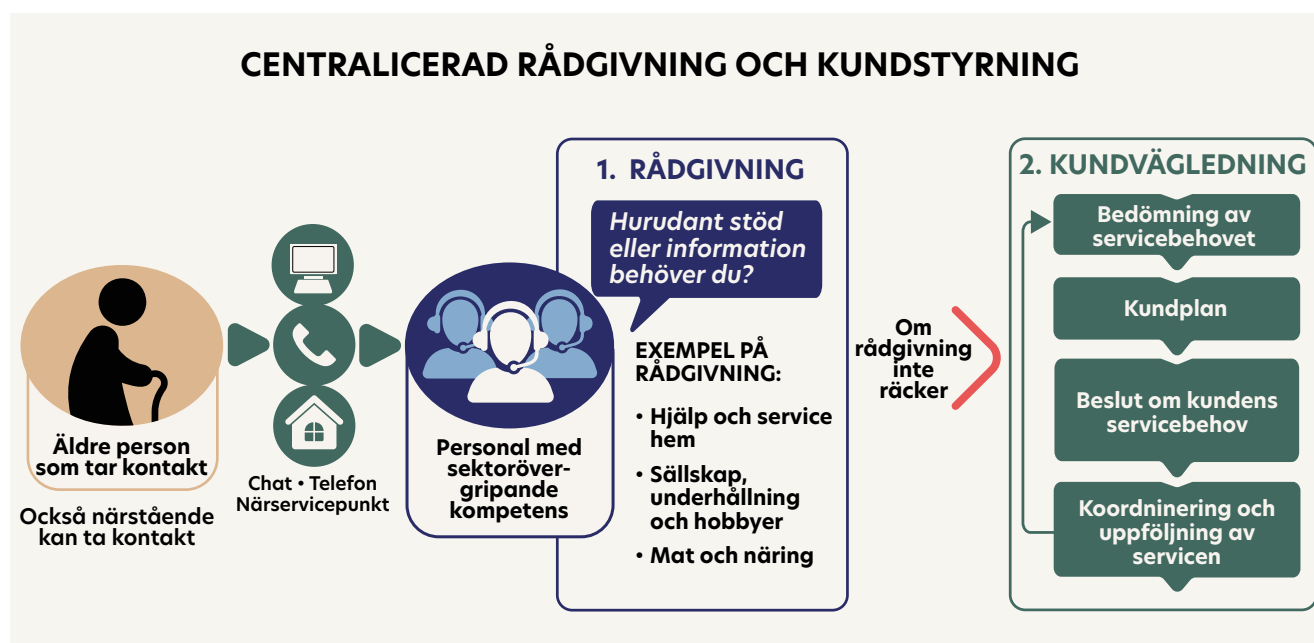 CENTRALICERAD RÅDGIVNING OCH KUNDSTYRNING
Äldre person
som tar kontakt
Också närstående
kan ta kontakt
Chat • Telefon
Närservicepunkt
Personal med
sektoröver-
gripande
kompetens
1. RÅDGIVNING
Hurudant stöd
eller information
behöver du?
EXEMPEL PÅ
RÅDGIVNING:
• Hjälp och service
hem
• Sällskap,
underhållning
och hobbyer
• Mat och näring
Om
rådgivning
inte
räcker
2. KUNDVÄGLEDNING
Bedömning av
servicebehovet
Kundplan
Beslut om kundens
servicebehov
Koordninering och
uppföljning av
servicen